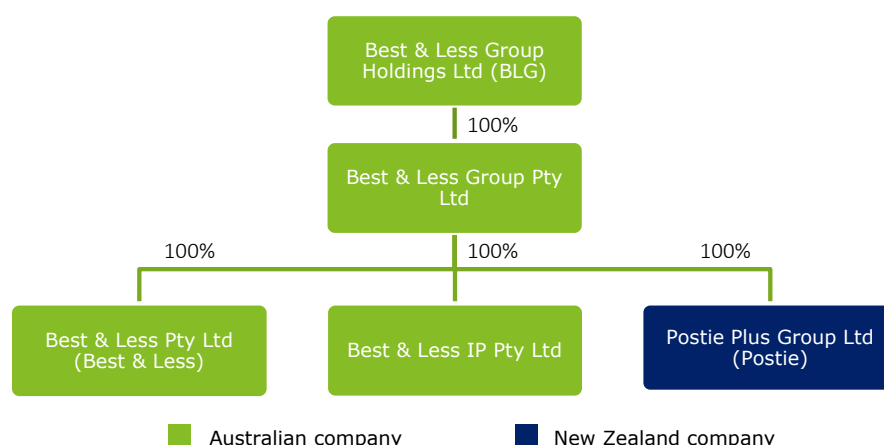 Best & Less Group
Holdings Ltd (BLG)
100%
Best & Less Group Pty
Ltd
100%
100%
100%
Best & Less Pty Ltd
(Best & Less)
Best & Less IP Pty Ltd
Postie Plus Group Ltd
(Postie)
Australian company
New Zealand company